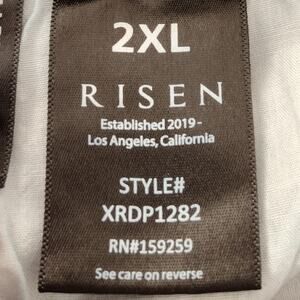 2XL
RISEN
Established 2019 -
Los Angeles, California
STYLE#
XRDP1282
RN#159259
See care on reverse